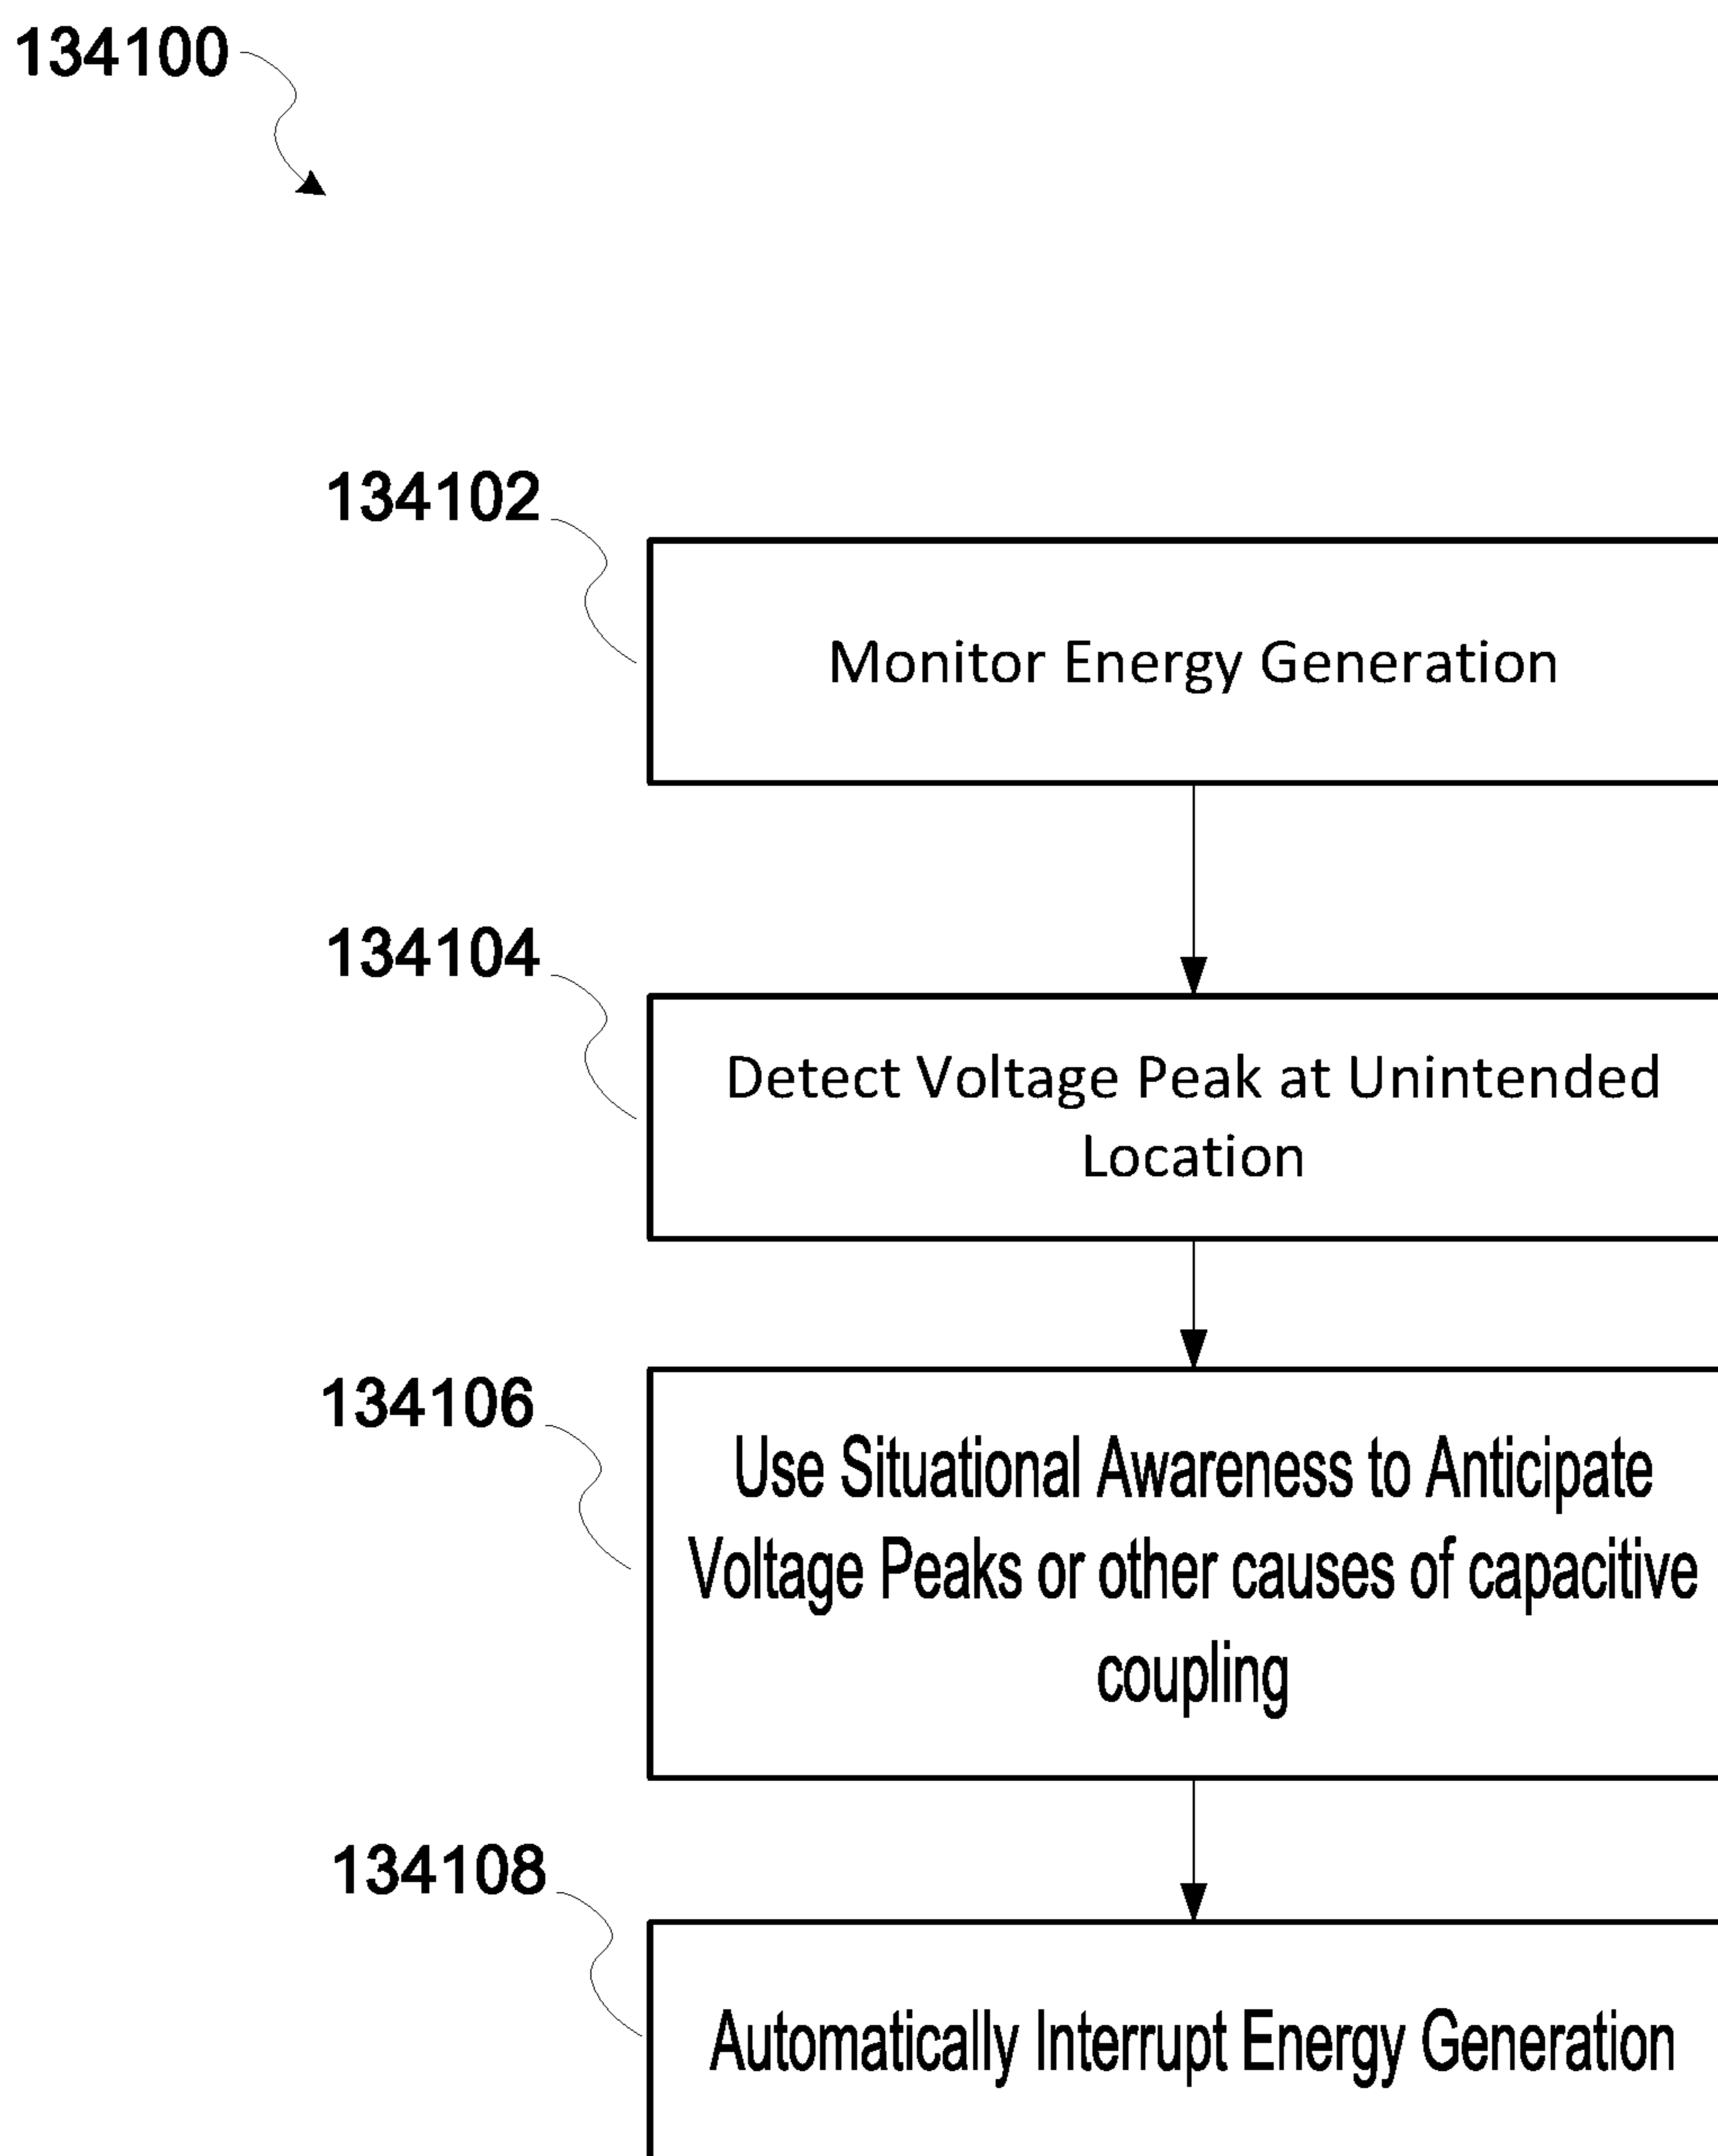 134100
134102
Monitor Energy Generation
134104
Detect Voltage Peak at Unintended
Location
134106
Use Situational Awareness to Anticipate
Voltage Peaks or other causes of capacitive
coupling
134108
Automatically Interrupt Energy Generation